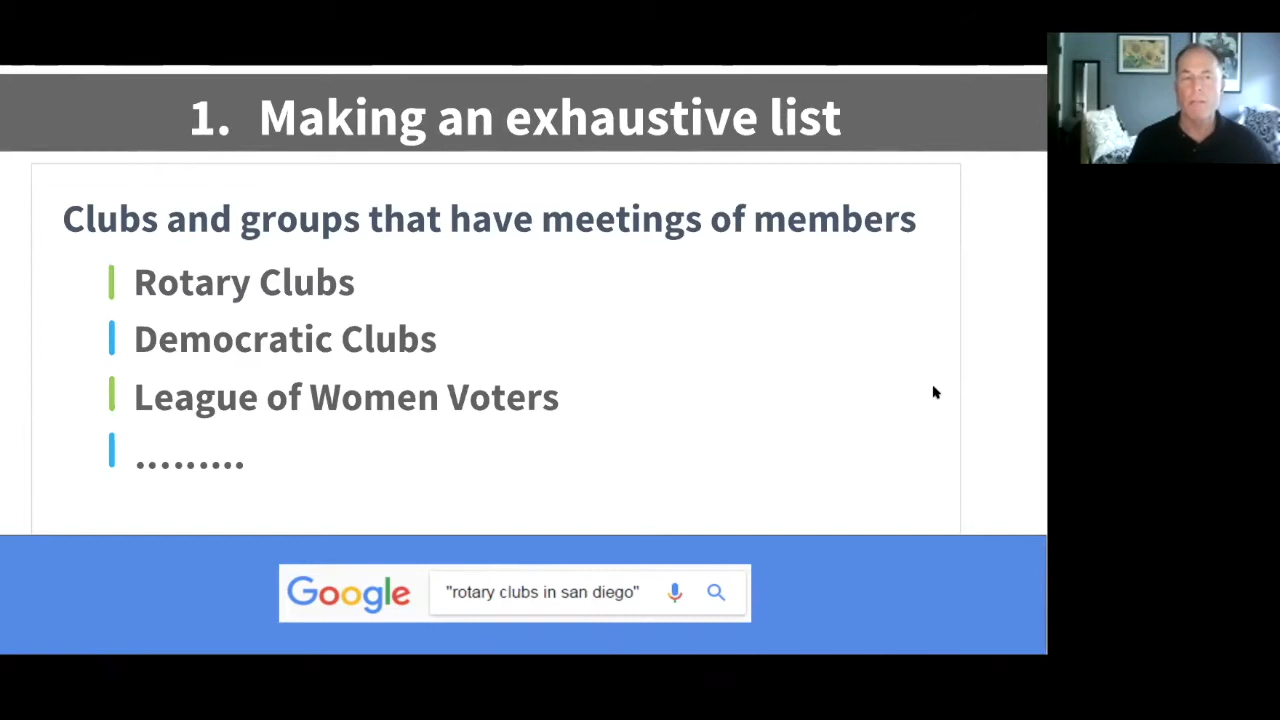 1. Making an exhaustive list
Clubs and groups that have meetings of members
Rotary Clubs
Democratic Clubs
League of Women Voters
.........
Google "rotary clubs in san diego"